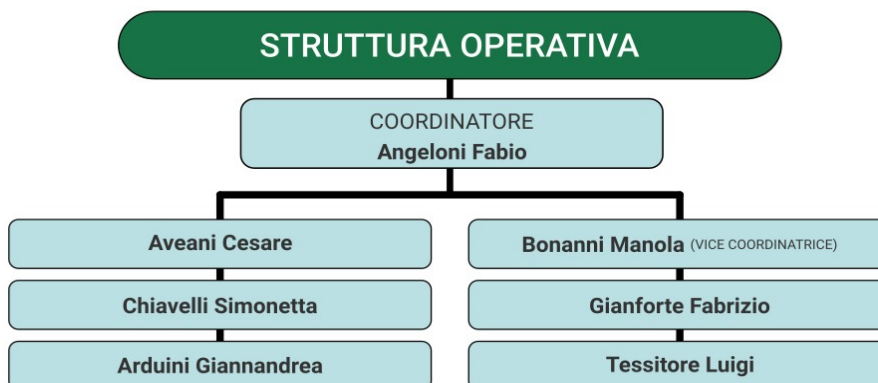 STRUTTURA OPERATIVA
COORDINATORE
Angeloni Fabio
Aveani Cesare
Bonanni Manola (VICE COORDINATRICE)
Chiavelli Simonetta
Gianforte Fabrizio
Arduini Giannandrea
Tessitore Luigi